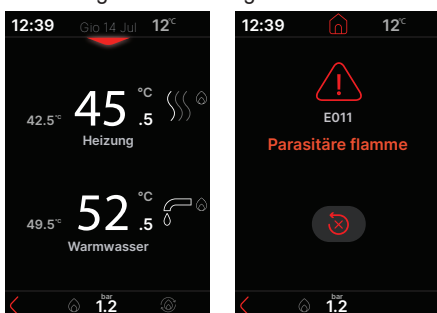 12:39 Gio 14 Jul 12°C
42.5°C 45.5 °C
Heizung
49.5°C 52.5 °C
Warmwasser
bar
1.2
12:39 12°C
E011
Parasitäre flamme
bar
1.2